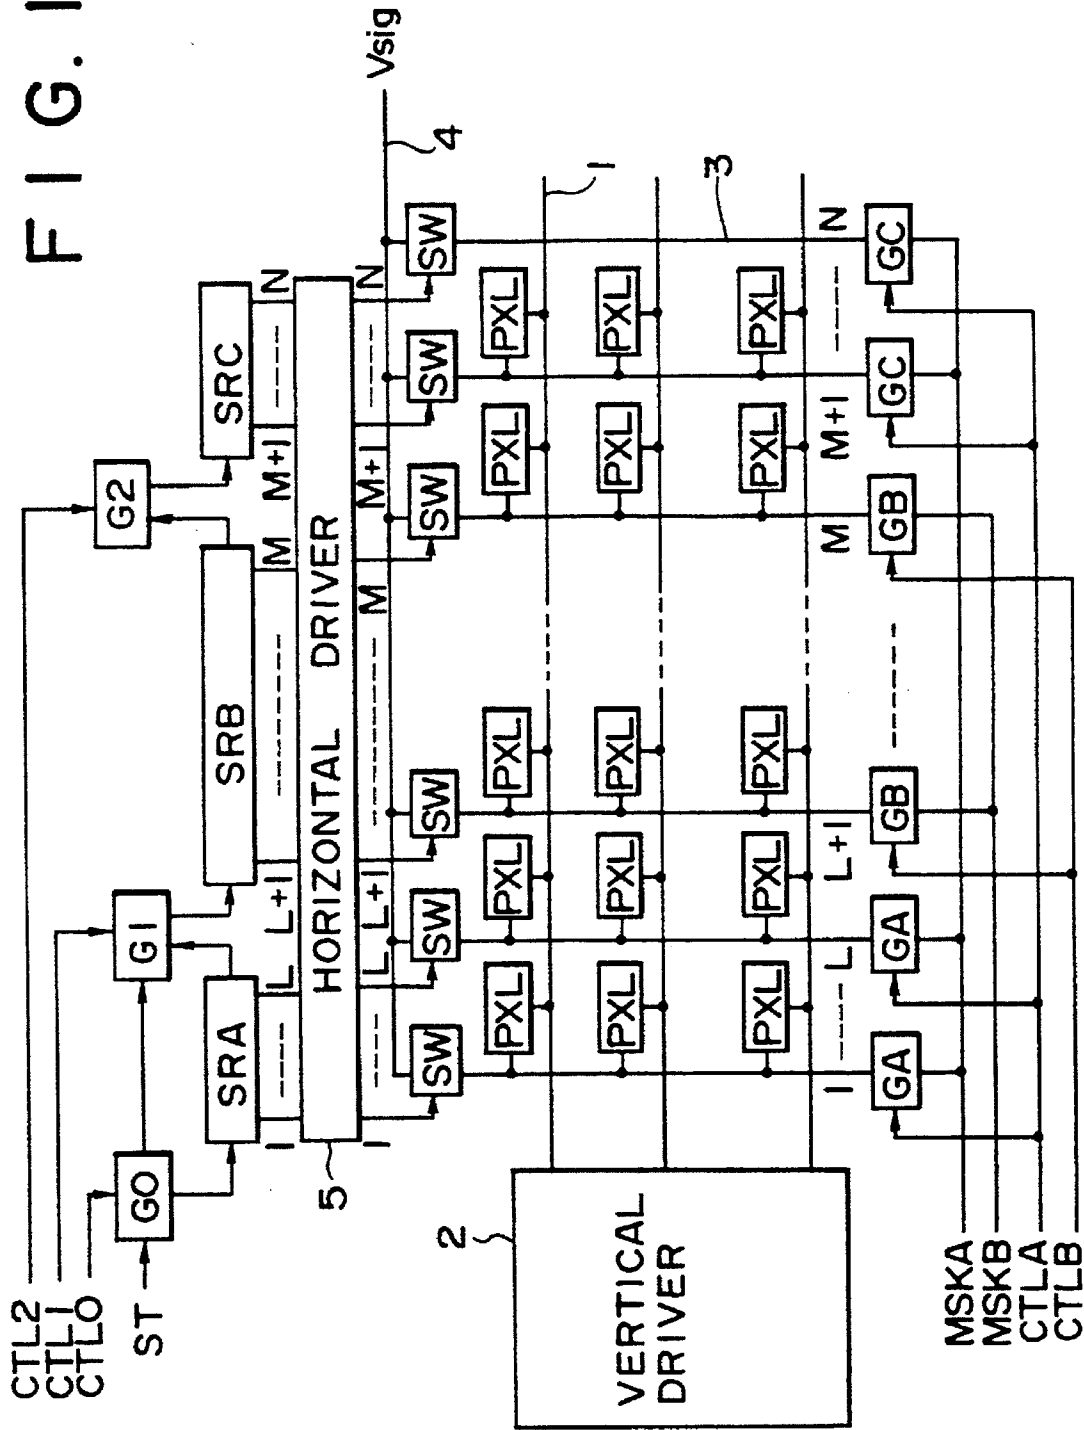 FIG. 1
CTL2
CTL1
CTL0
ST
G0
G1
G2
SRA
SRB
SRC
1 L L+1 M M+1 N
5
HORIZONTAL DRIVER
1 L L+1 M M+1 N
Vsig
4
SW SW SW SW SW SW
2
VERTICAL
DRIVER
PXL PXL PXL PXL PXL
1
PXL PXL PXL PXL PXL
3
PXL PXL PXL PXL PXL
1 L L+1 M M+1 N
GA GA GB GB GC GC
MSKA
MSKB
CTLA
CTLB